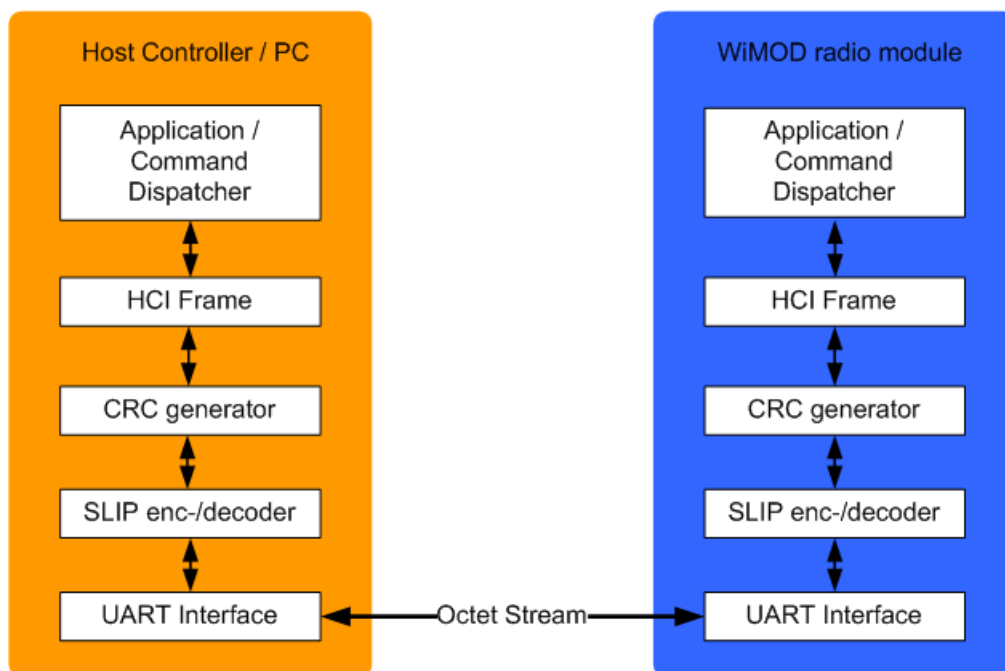 Host Controller / PC
Application /
Command
Dispatcher
HCI Frame
CRC generator
SLIP enc-/decoder
UART Interface
Octet Stream
WiMOD radio module
Application /
Command
Dispatcher
HCI Frame
CRC generator
SLIP enc-/decoder
UART Interface